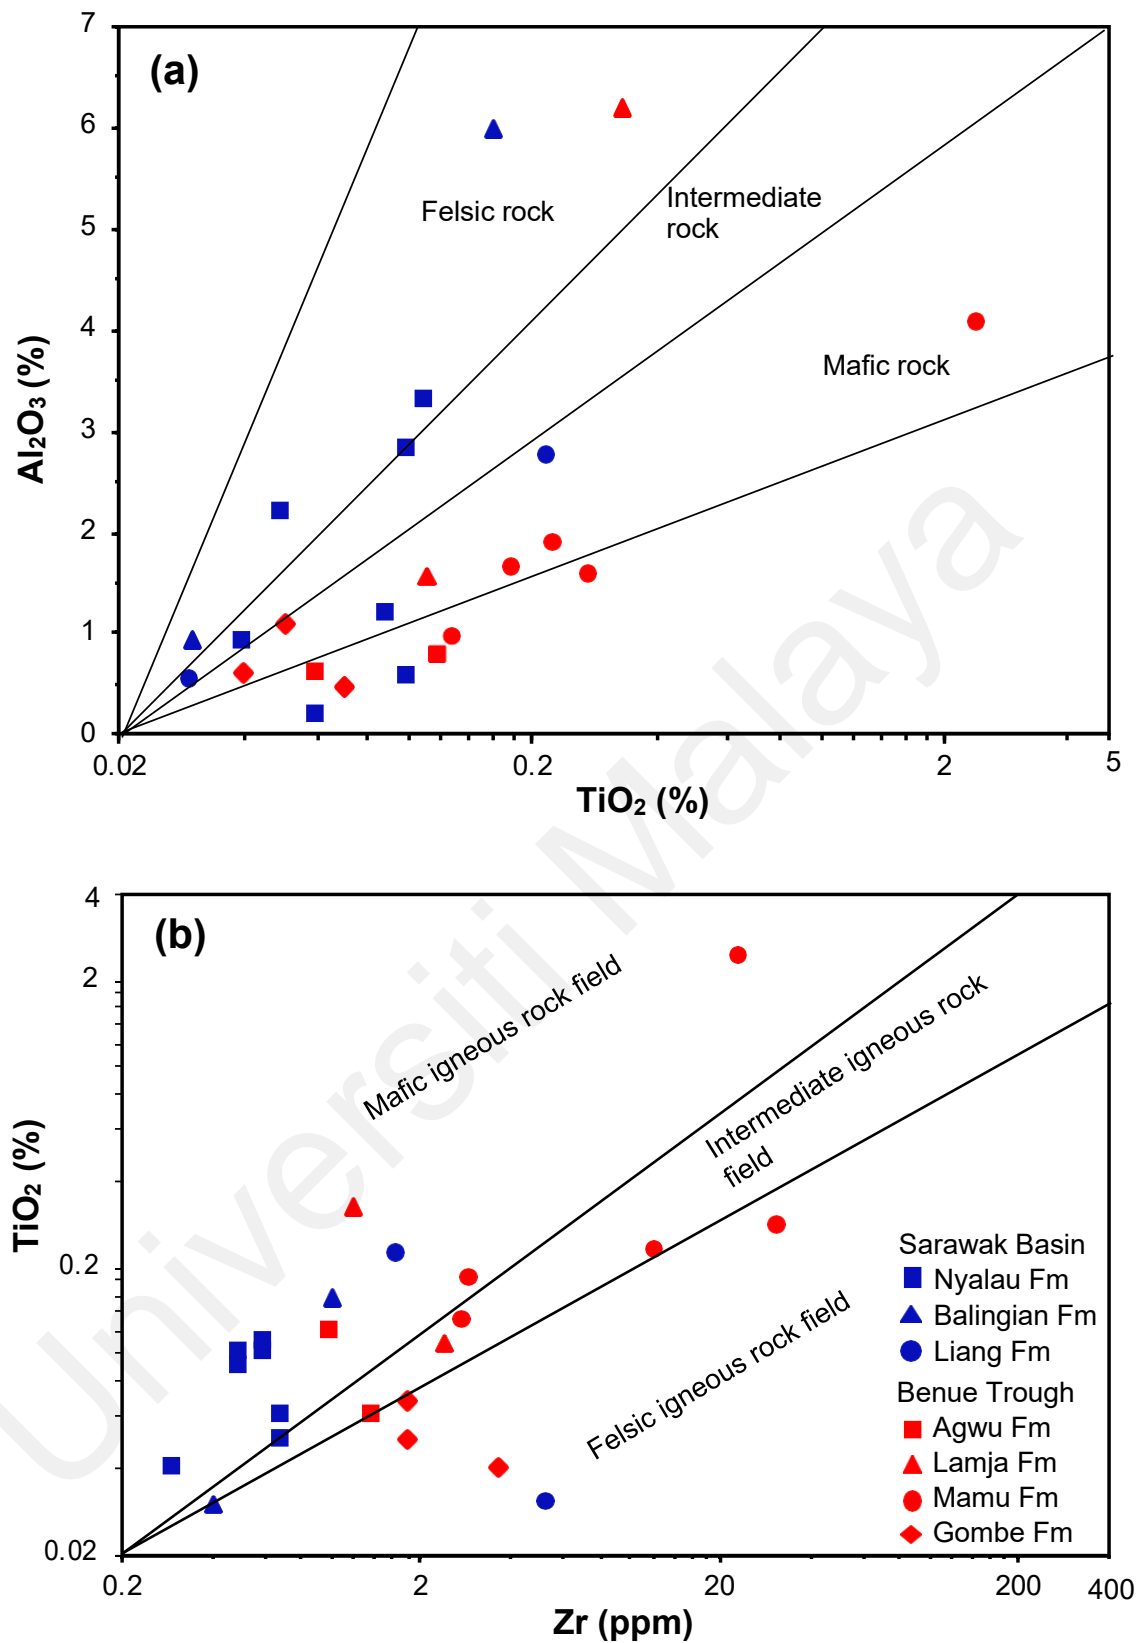 7
(a)
6
Intermediate
rock
Felsic rock
5
4
Mafic rock
Al₂O₃ (%)
3
2
1
0
0.02
0.2
2
5
TiO₂ (%)
4
(b)
2
Mafic igneous rock field
Intermediate igneous rock
field
TiO₂ (%)
0.2
Felsic igneous rock field
Sarawak Basin
Nyalau Fm
Balingian Fm
Liang Fm
Benue Trough
Agwu Fm
Lamja Fm
Mamu Fm
Gombe Fm
0.02
0.2
2
20
200
400
Zr (ppm)
Universiti Malaya